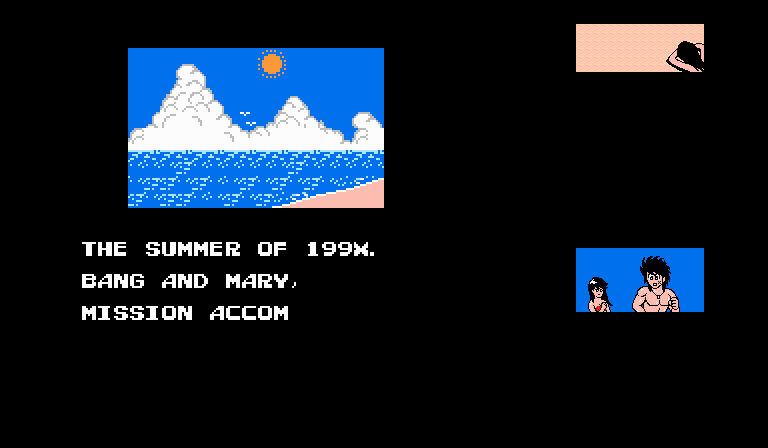 THE SUMMER OF 199X.
BANG AND MARY,
MISSION ACCOM